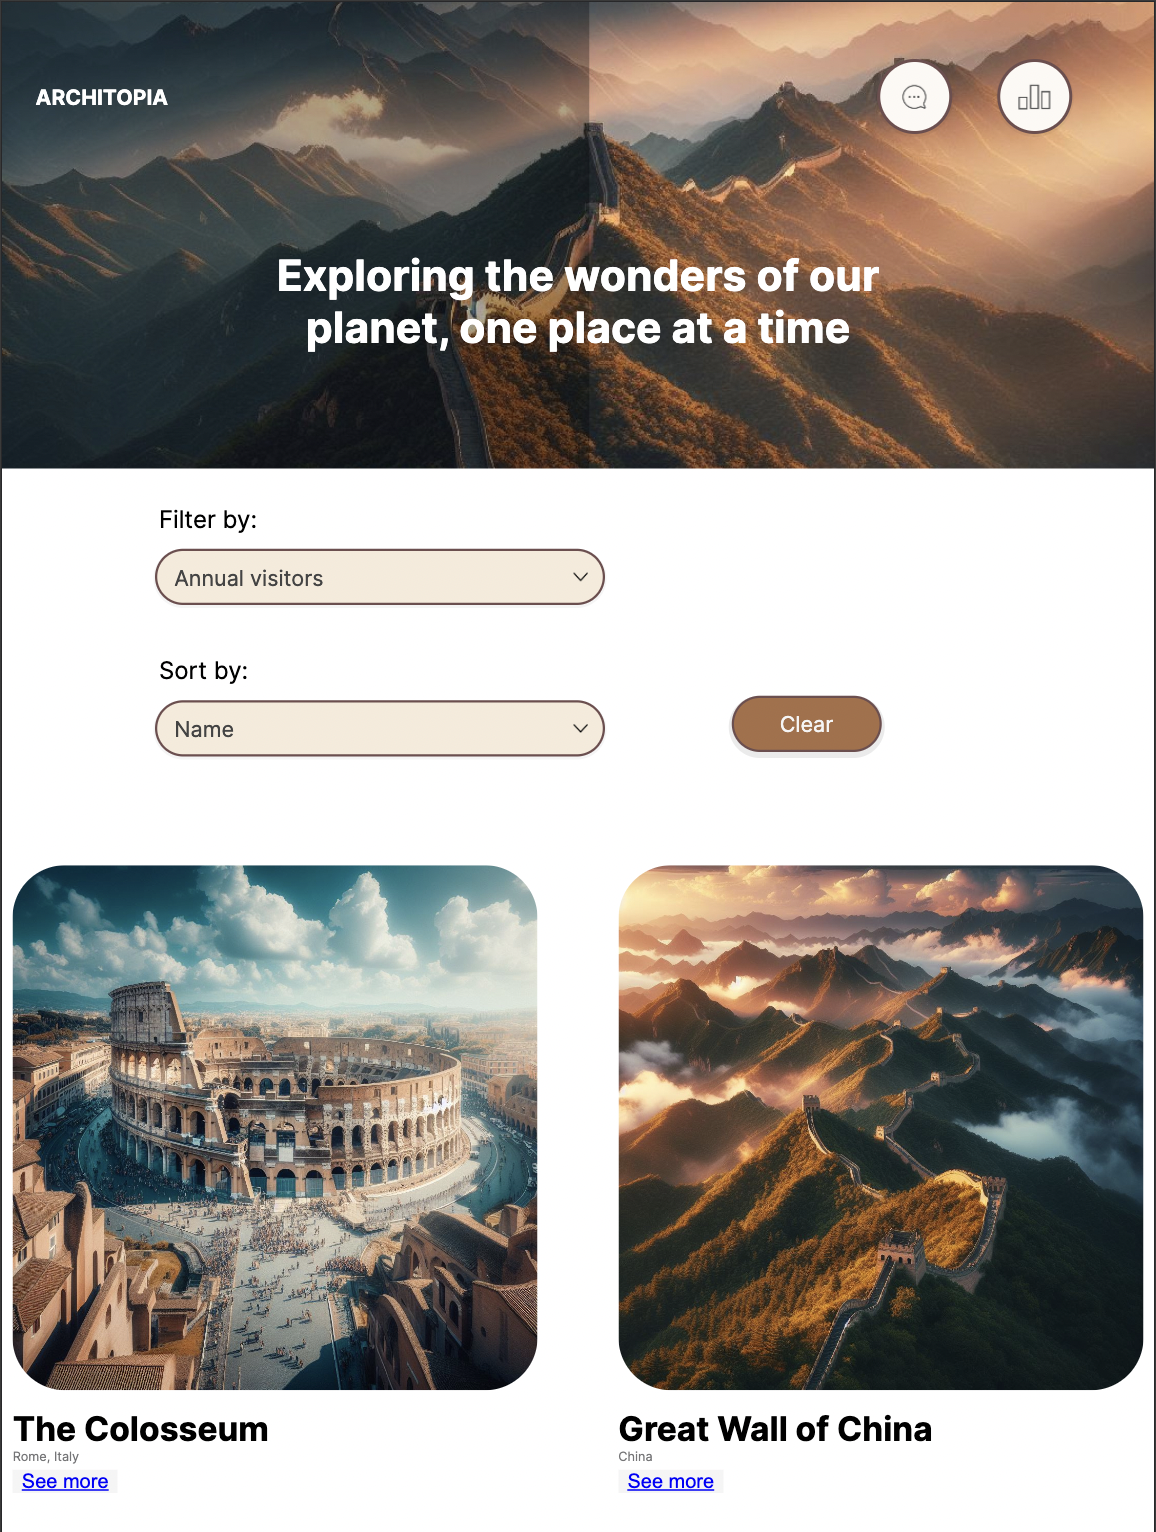 ARCHITOPIA
Exploring the wonders of our
planet, one place at a time
Filter by:
Annual visitors
Sort by:
Name
Clear
The Colosseum
Rome, Italy
See more
Great Wall of China
China
See more